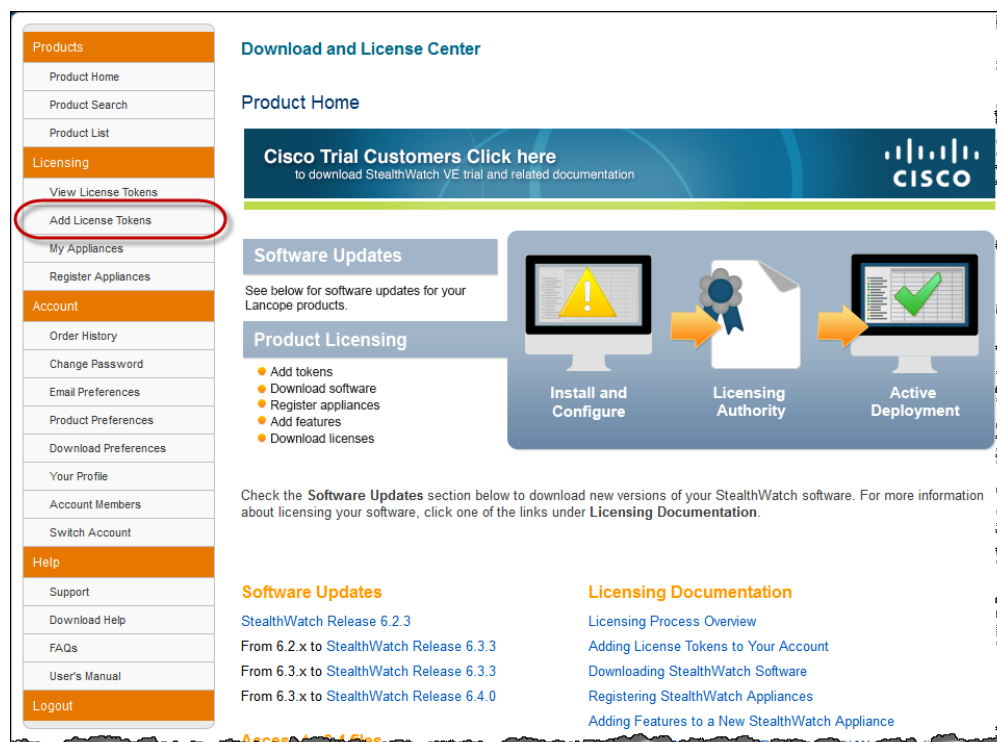 Products
Product Home
Product Search
Product List
Licensing
View License Tokens
Add License Tokens
My Appliances
Register Appliances
Account
Order History
Change Password
Email Preferences
Product Preferences
Download Preferences
Your Profile
Account Members
Switch Account
Help
Support
Download Help
FAQs
User's Manual
Logout
Download and License Center
Product Home
Cisco Trial Customers Click here
to download StealthWatch VE trial and related documentation
CISCO
Software Updates
See below for software updates for your
Lancope products.
Product Licensing
Add tokens
Download software
Register appliances
Add features
Download licenses
Install and
Configure
Licensing
Authority
Active
Deployment
Check the Software Updates section below to download new versions of your StealthWatch software. For more information
about licensing your software, click one of the links under Licensing Documentation.
Software Updates
StealthWatch Release 6.2.3
From 6.2.x to StealthWatch Release 6.3.3
From 6.3.x to StealthWatch Release 6.3.3
From 6.3.x to StealthWatch Release 6.4.0
Licensing Documentation
Licensing Process Overview
Adding License Tokens to Your Account
Downloading StealthWatch Software
Registering StealthWatch Appliances
Adding Features to a New StealthWatch Appliance